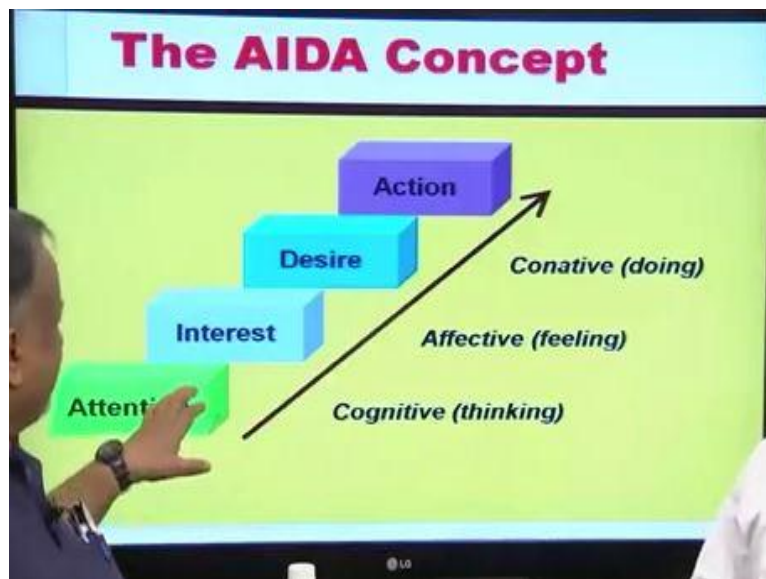 The AIDA Concept
Action
Desire
Conative (doing)
Interest
Affective (feeling)
Cognitive (thinking)
LG